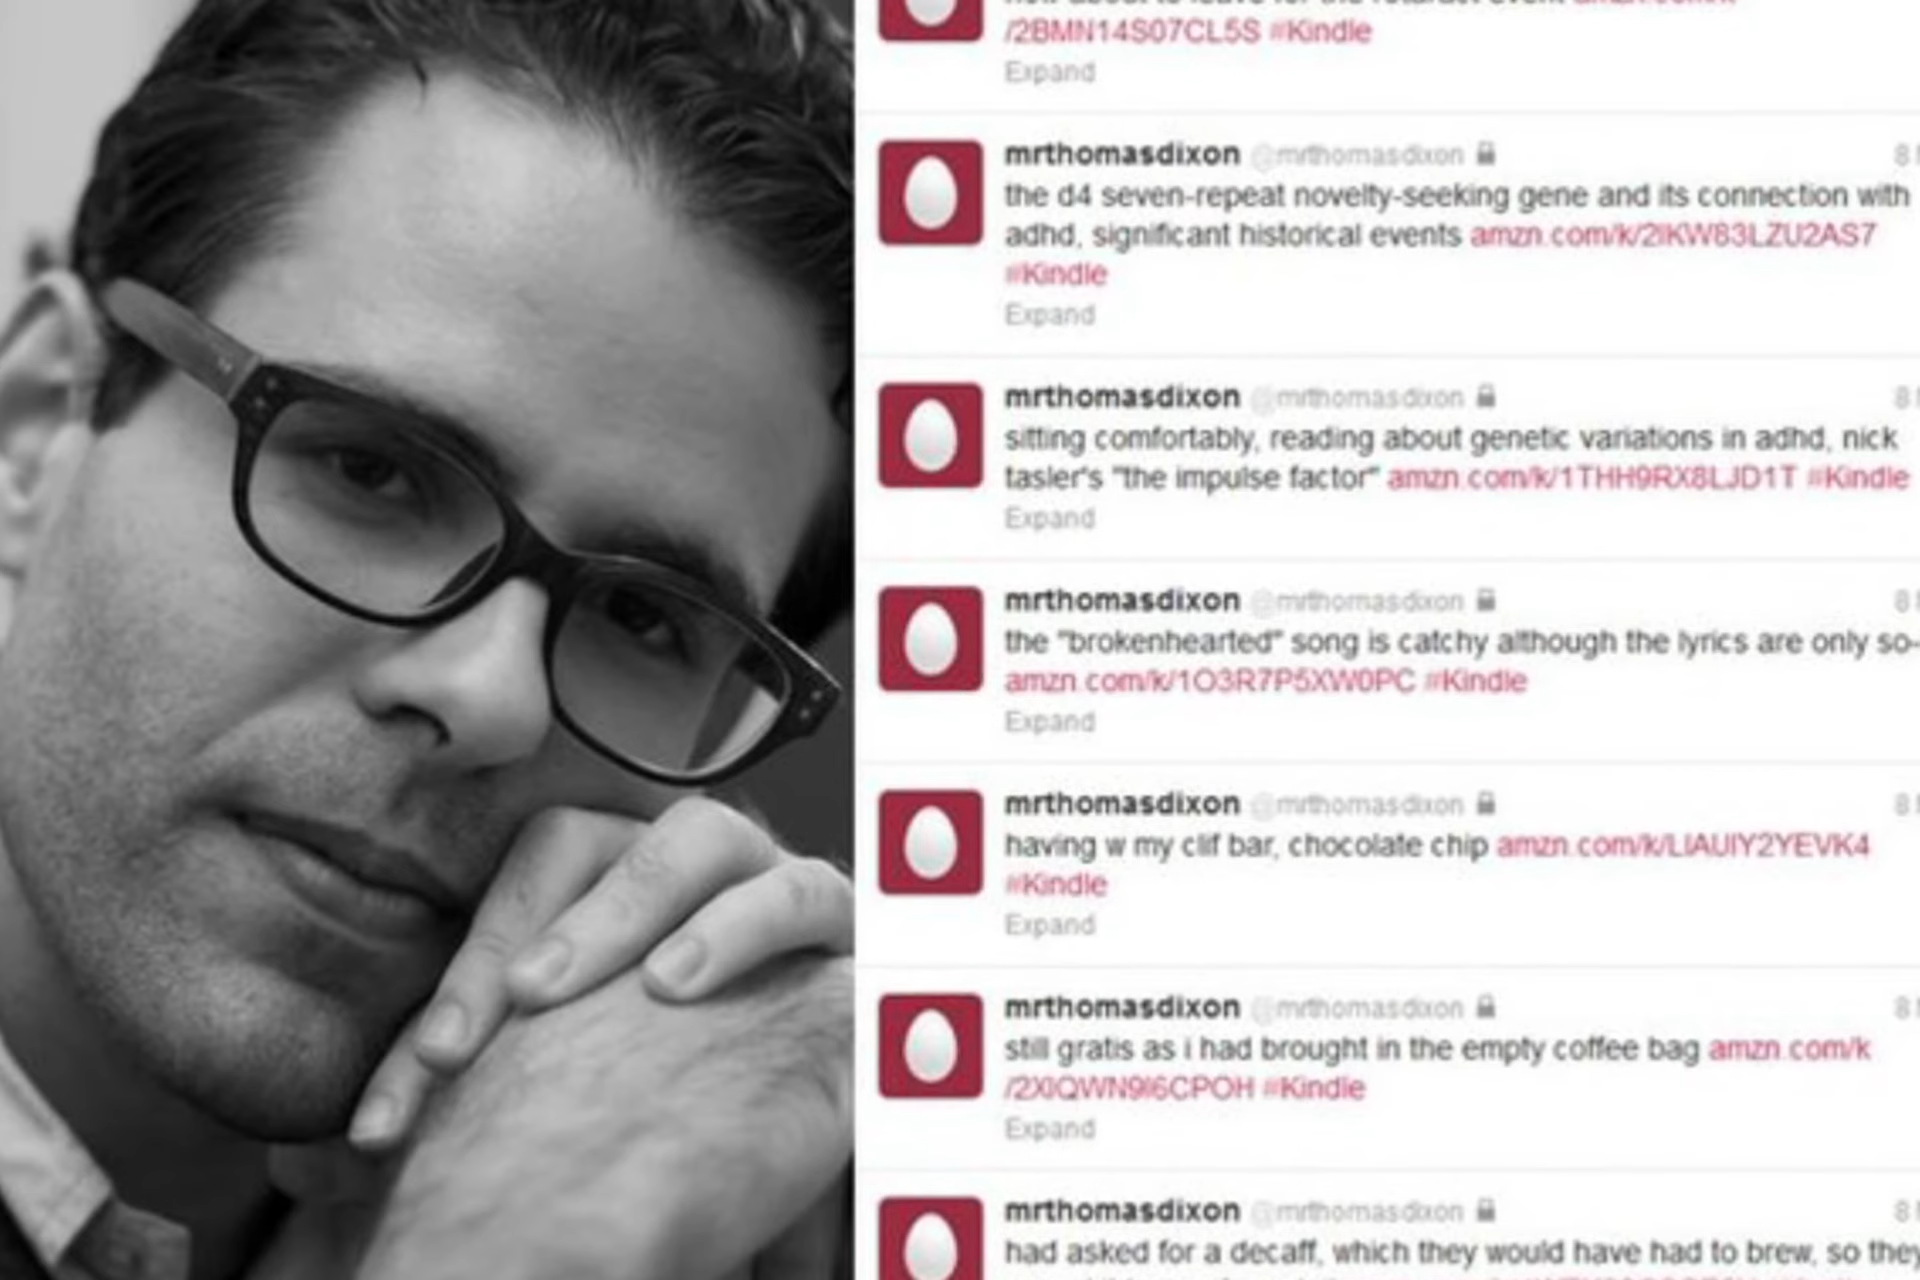 /2BMN14S07CL5S #Kindle
Expand
mrthomasdixon @mrthomasdixon
the d4 seven-repeat novelty-seeking gene and its connection with
adhd, significant historical events amzn.com/k/2IKW83LZU2AS7
#Kindle
Expand
mrthomasdixon @mrthomasdixon
sitting comfortably, reading about genetic variations in adhd, nick
tasler's "the impulse factor" amzn.com/k/1THH9RX8LJD1T #Kindle
Expand
mrthomasdixon @mrthomasdixon
the "brokenhearted" song is catchy although the lyrics are only so-
amzn.com/k/1O3R7P5XW0PC #Kindle
Expand
mrthomasdixon @mrthomasdixon
having w my clif bar, chocolate chip amzn.com/k/LIAUIY2YEVK4
#Kindle
Expand
mrthomasdixon @mrthomasdixon
still gratis as i had brought in the empty coffee bag amzn.com/k
/2XIQWN9I6CPOH #Kindle
Expand
mrthomasdixon @mrthomasdixon
had asked for a decaff, which they would have had to brew, so they